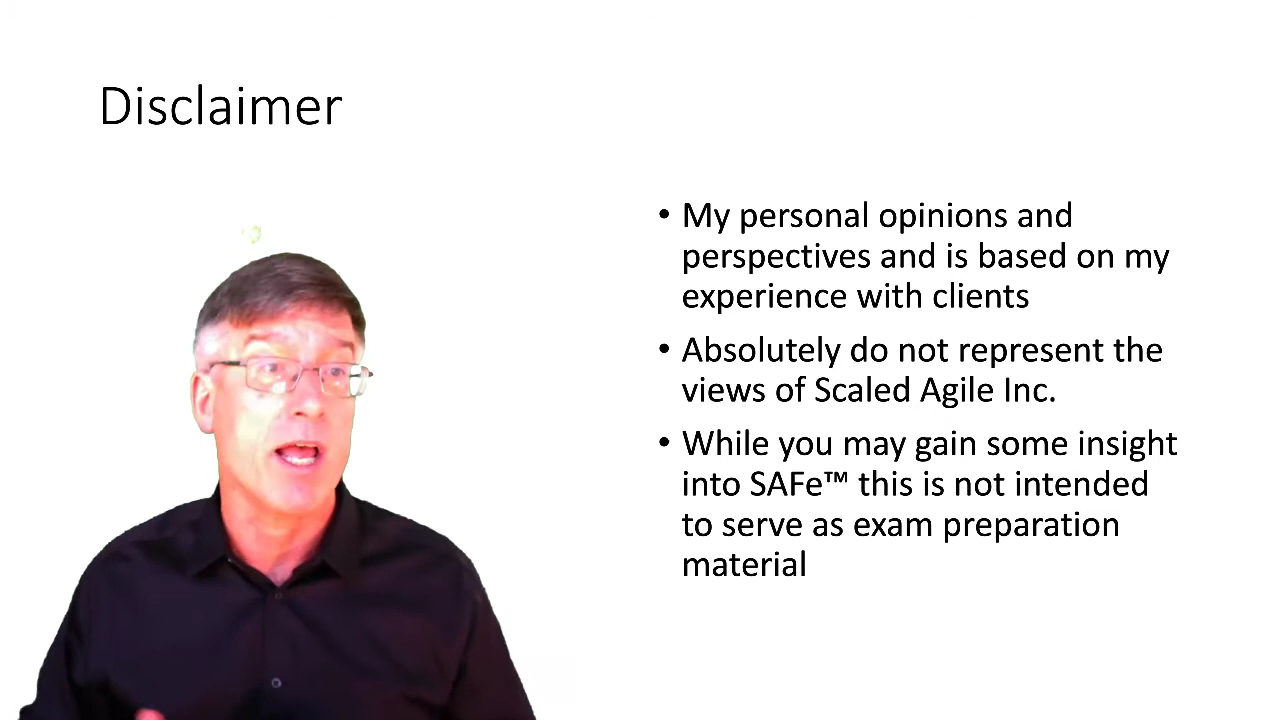 Disclaimer
• My personal opinions and
perspectives and is based on my
experience with clients
• Absolutely do not represent the
views of Scaled Agile Inc.
• While you may gain some insight
into SAFe™ this is not intended
to serve as exam preparation
material